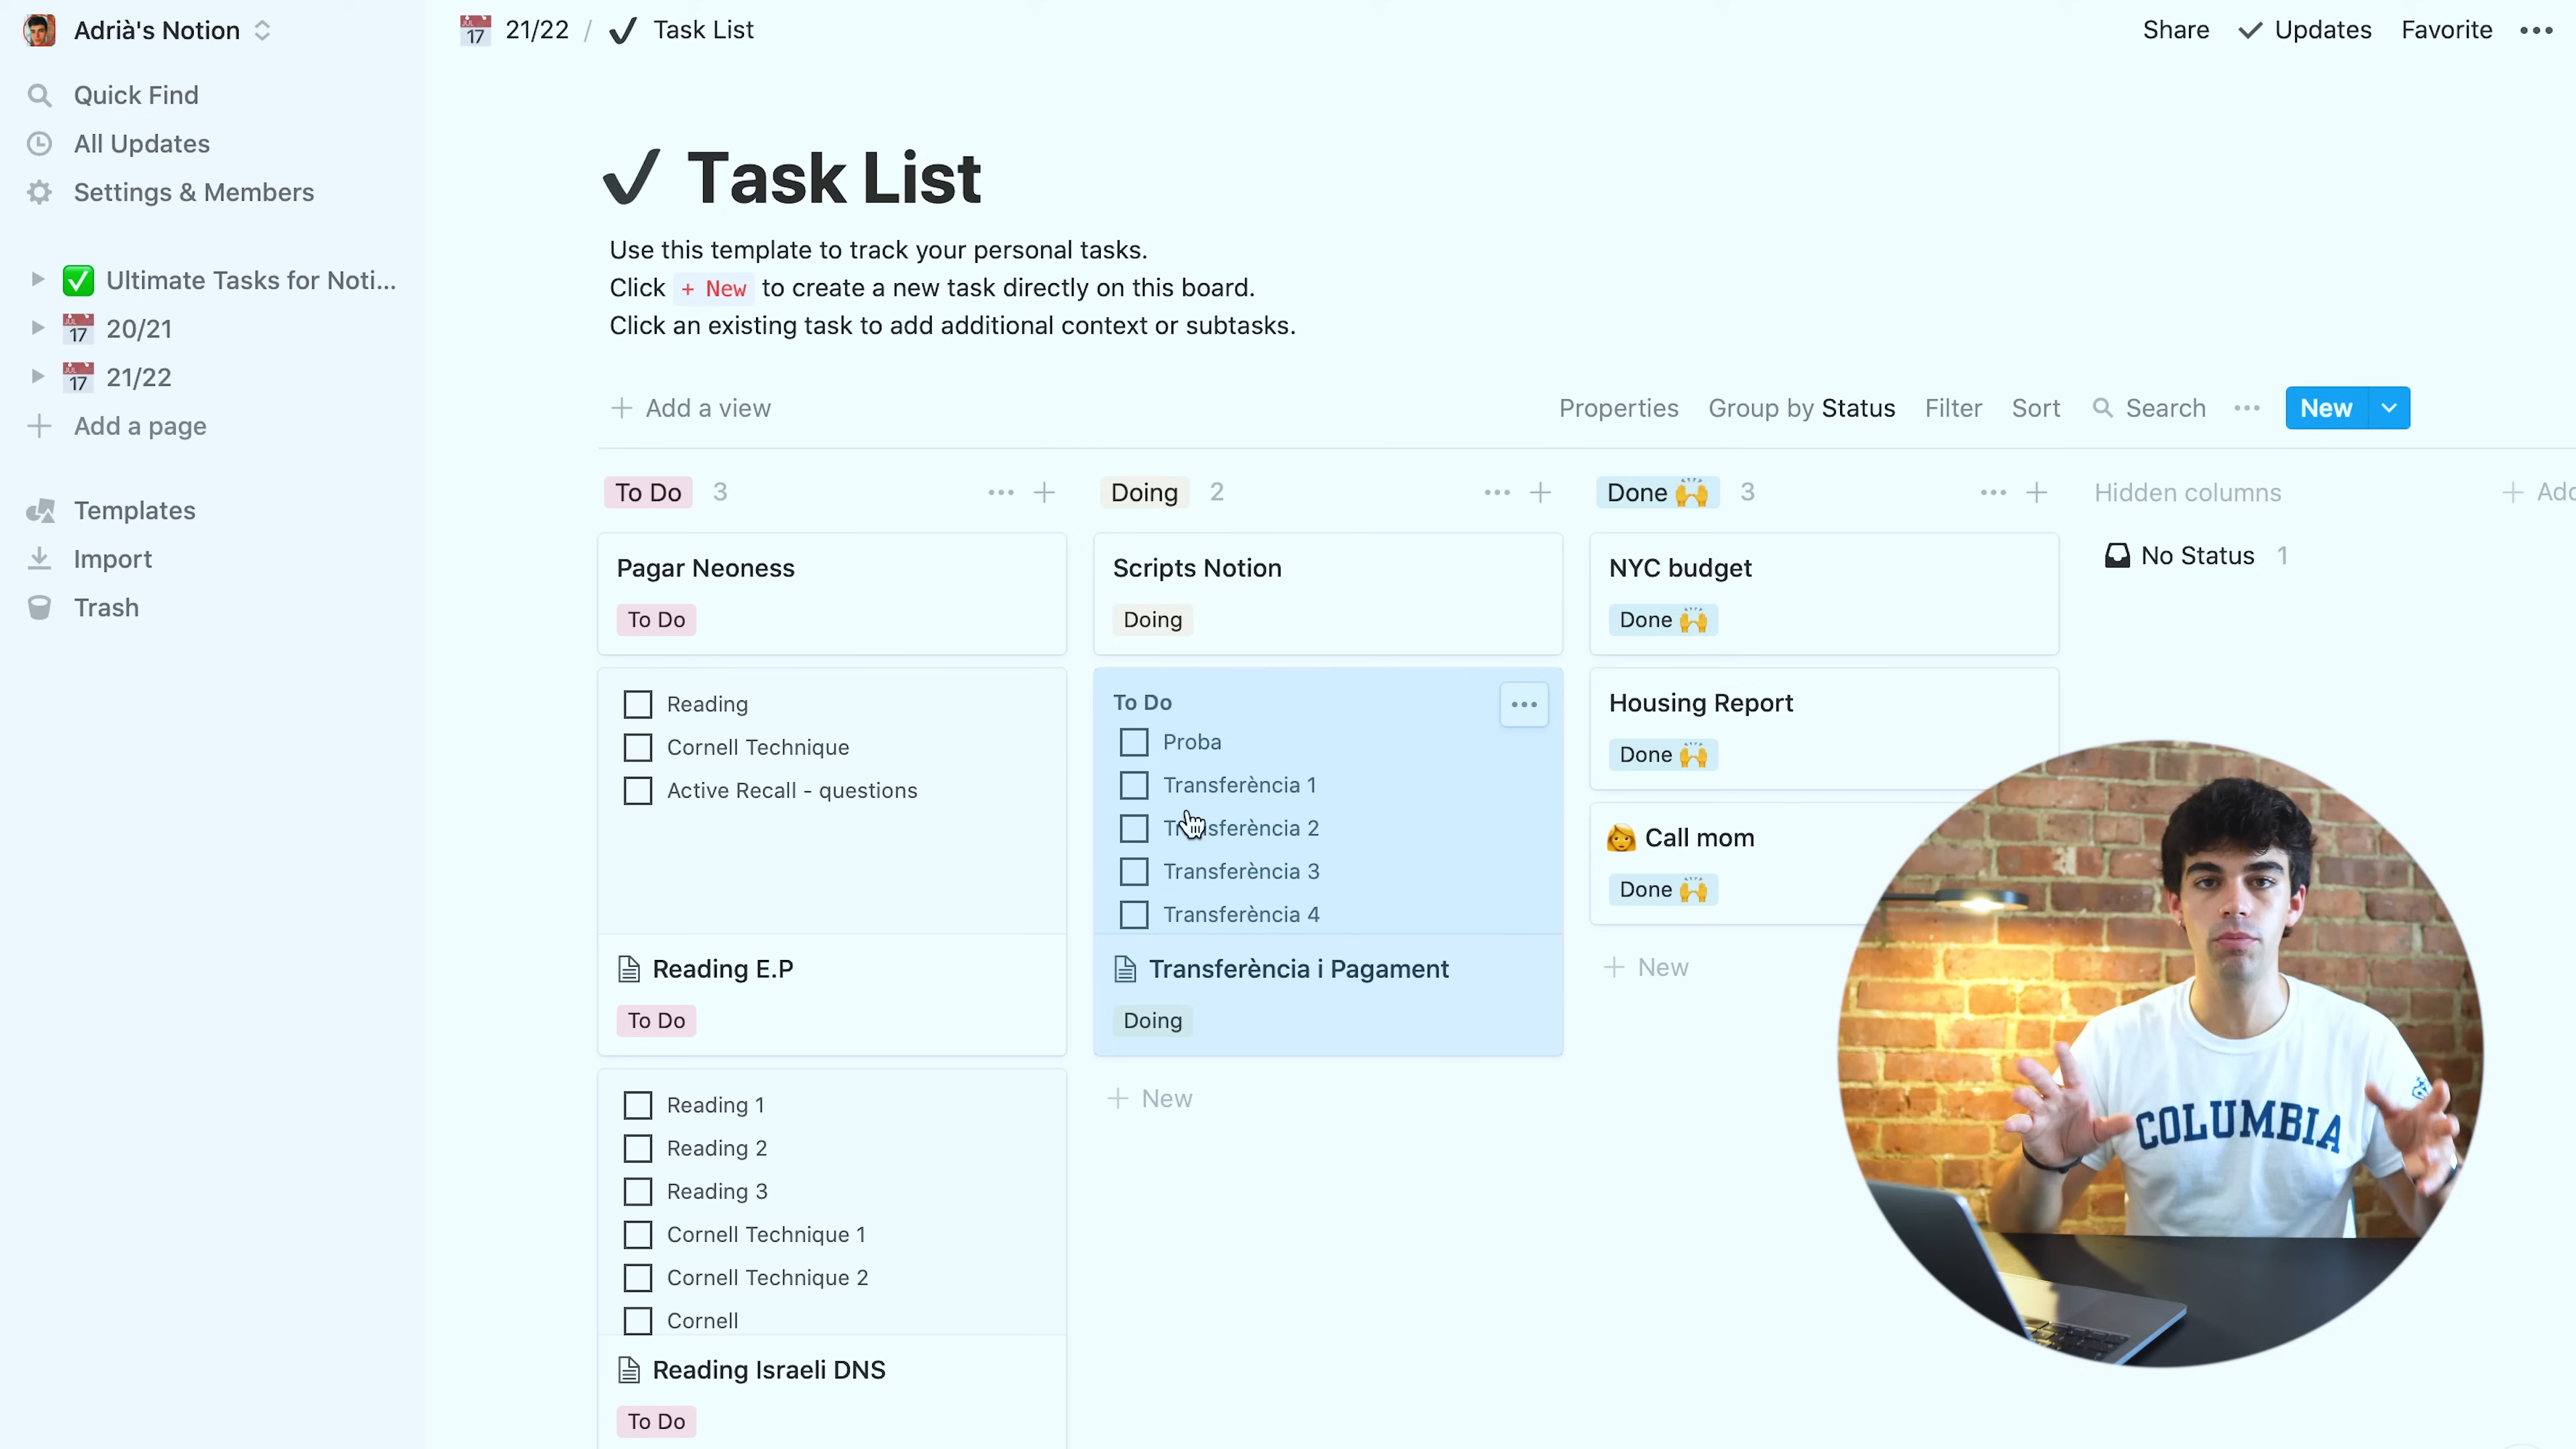 Adrià's Notion
Quick Find
All Updates
Settings & Members
Ultimate Tasks for Noti...
20/21
21/22
Add a page
Templates
Import
Trash
JUL 17 21/22 / Task List
Share Updates Favorite
Task List
Use this template to track your personal tasks.
Click + New to create a new task directly on this board.
Click an existing task to add additional context or subtasks.
+ Add a view
Properties Group by Status Filter Sort Search New
To Do 3
Pagar Neoness
To Do
Reading
Cornell Technique
Active Recall - questions
Reading E.P
To Do
Reading 1
Reading 2
Reading 3
Cornell Technique 1
Cornell Technique 2
Cornell
Reading Israeli DNS
To Do
Doing 2
Scripts Notion
Doing
To Do
Proba
Transferència 1
Transferència 2
Transferència 3
Transferència 4
Transferència i Pagament
Doing
+ New
Done 🙌 3
NYC budget
Done 🙌
Housing Report
Done 🙌
Call mom
Done 🙌
+ New
Hidden columns
No Status 1
+ Add
COLUMBIA